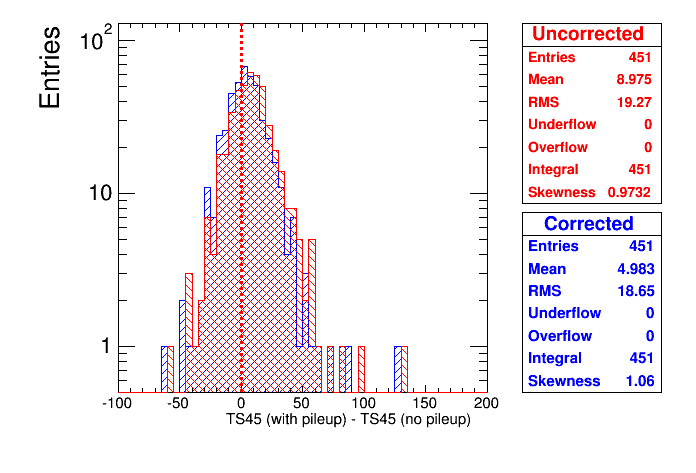 Entries
10²
10
1
-100 -50 0 50 100 150 200
TS45 (with pileup) - TS45 (no pileup)
Uncorrected
Entries 451
Mean 8.975
RMS 19.27
Underflow 0
Overflow 0
Integral 451
Skewness 0.9732
Corrected
Entries 451
Mean 4.983
RMS 18.65
Underflow 0
Overflow 0
Integral 451
Skewness 1.06